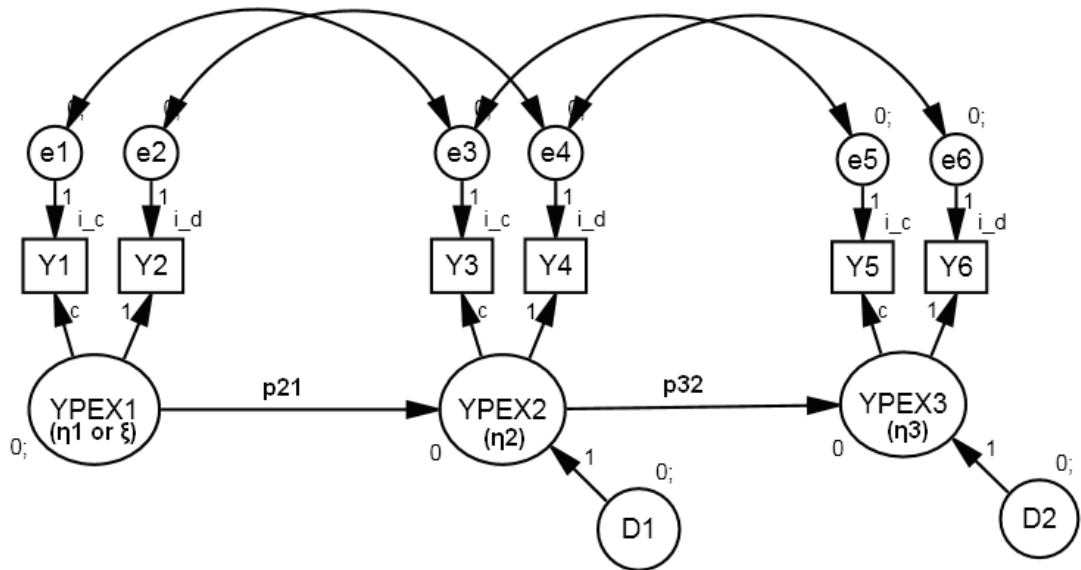 0; 0; 0; 0; 0; 0;
e1 e2 e3 e4 e5 e6
1 1 1 1 1 1
i_c i_d i_c i_d i_c i_d
Y1 Y2 Y3 Y4 Y5 Y6
c 1 c 1 c 1
p21 p32
YPEX1 YPEX2 YPEX3
(η1 or ξ) (η2) (η3)
0; 0 0
1 1
0; 0;
D1 D2